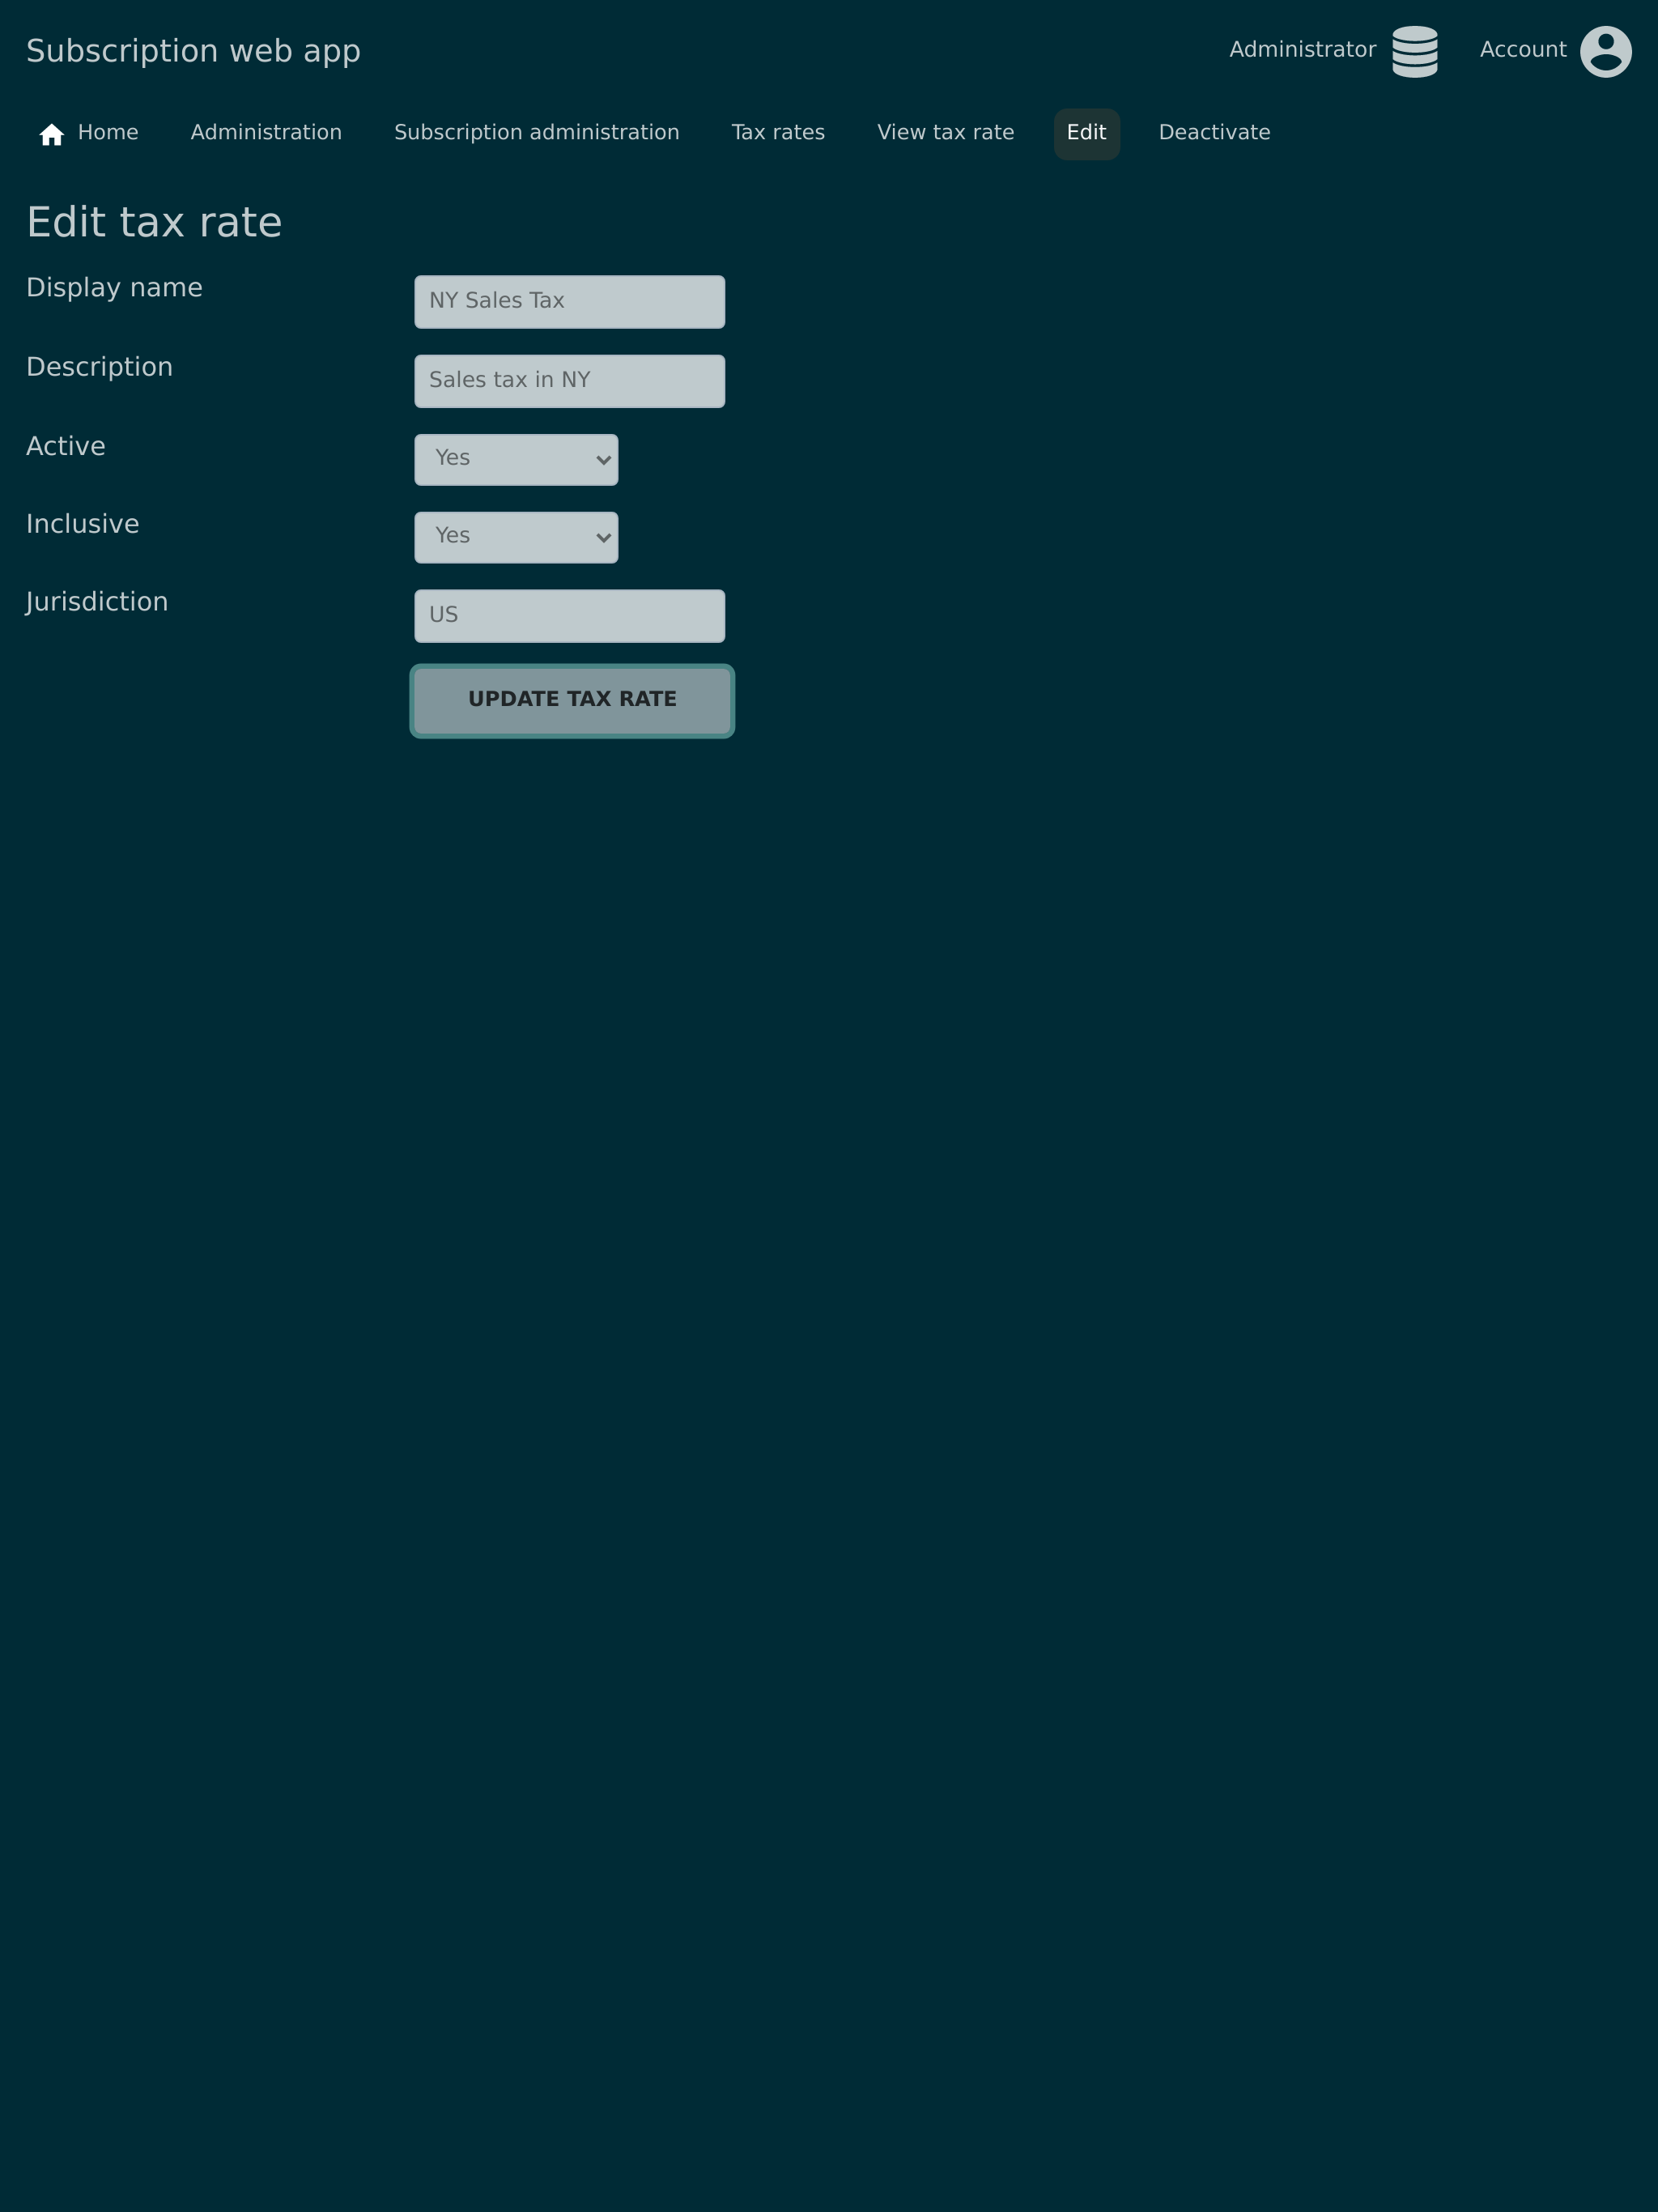 Subscription web app
Administrator
Account
Home
Administration
Subscription administration
Tax rates
View tax rate
Edit
Deactivate
Edit tax rate
Display name
NY Sales Tax
Description
Sales tax in NY
Active
Yes
Inclusive
Yes
Jurisdiction
US
UPDATE TAX RATE